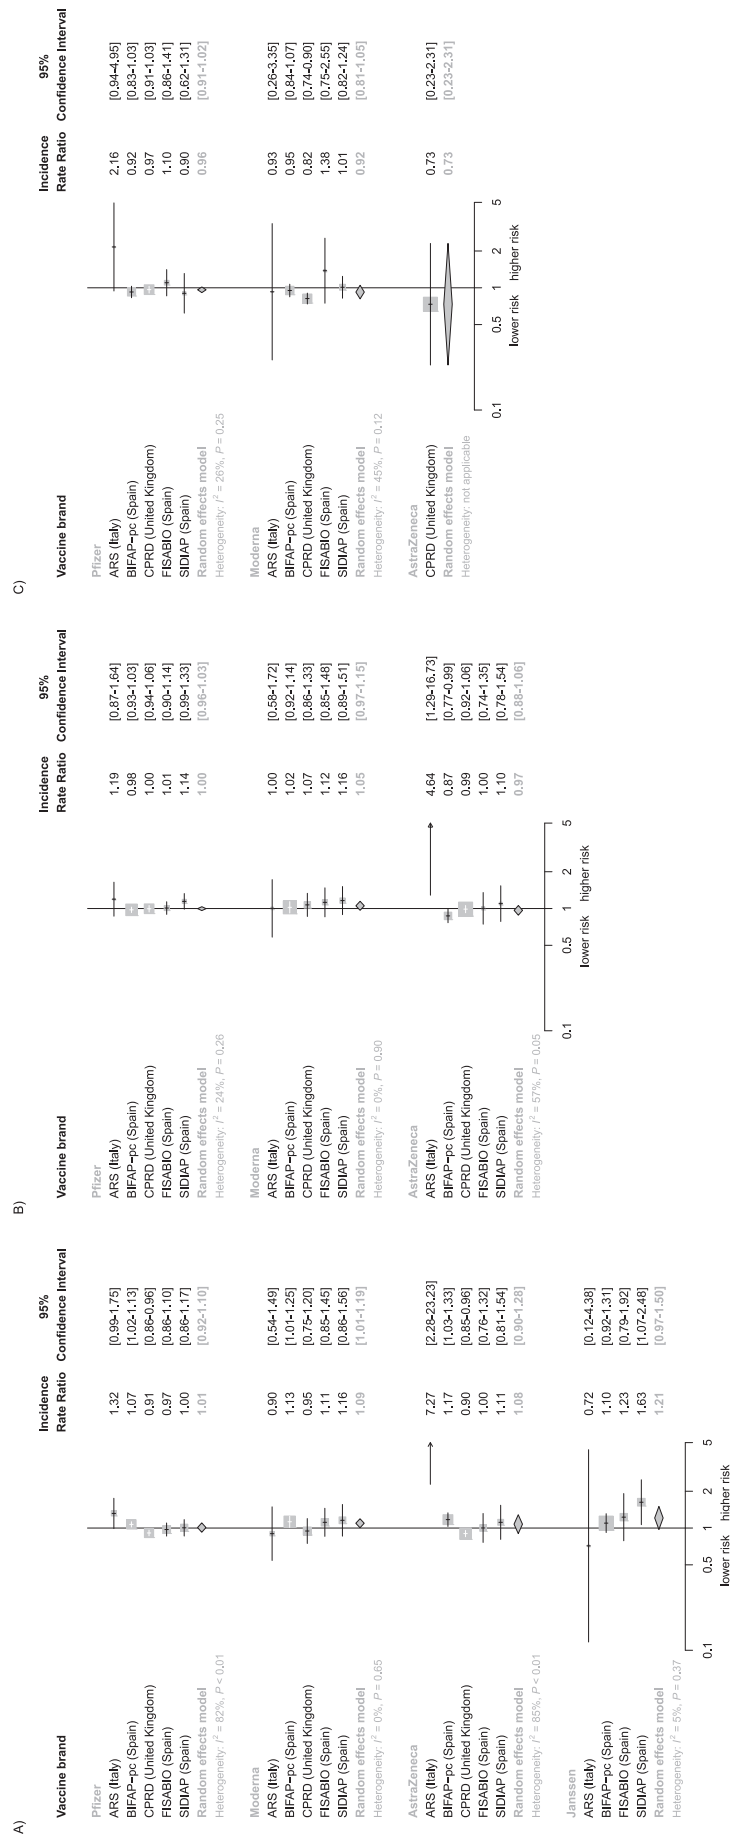 A)
Vaccine brand Incidence Rate Ratio 95% Confidence Interval
Pfizer
ARS (Italy) 1.32 [0.99-1.75]
BIFAP-pc (Spain) 1.07 [1.02-1.13]
CPRD (United Kingdom) 0.91 [0.86-0.96]
FISABIO (Spain) 0.97 [0.86-1.10]
SIDIAP (Spain) 1.00 [0.86-1.17]
Random effects model 1.01 [0.92-1.10]
Heterogeneity: I² = 82%, P < 0.01
Moderna
ARS (Italy) 0.90 [0.54-1.49]
BIFAP-pc (Spain) 1.13 [1.01-1.25]
CPRD (United Kingdom) 0.95 [0.75-1.20]
FISABIO (Spain) 1.11 [0.85-1.45]
SIDIAP (Spain) 1.16 [0.86-1.56]
Random effects model 1.09 [1.01-1.19]
Heterogeneity: I² = 0%, P = 0.65
AstraZeneca
ARS (Italy) 7.27 [2.28-23.23]
BIFAP-pc (Spain) 1.17 [1.03-1.33]
CPRD (United Kingdom) 0.90 [0.85-0.96]
FISABIO (Spain) 1.00 [0.76-1.32]
SIDIAP (Spain) 1.11 [0.81-1.54]
Random effects model 1.08 [0.90-1.28]
Heterogeneity: I² = 85%, P < 0.01
Janssen
ARS (Italy) 0.72 [0.12-4.38]
BIFAP-pc (Spain) 1.10 [0.92-1.31]
FISABIO (Spain) 1.23 [0.79-1.92]
SIDIAP (Spain) 1.63 [1.07-2.48]
Random effects model 1.21 [0.97-1.50]
Heterogeneity: I² = 5%, P = 0.37
0.1 0.5 1 2 5
lower risk higher risk
B)
Vaccine brand Incidence Rate Ratio 95% Confidence Interval
Pfizer
ARS (Italy) 1.19 [0.87-1.64]
BIFAP-pc (Spain) 0.98 [0.93-1.03]
CPRD (United Kingdom) 1.00 [0.94-1.06]
FISABIO (Spain) 1.01 [0.90-1.14]
SIDIAP (Spain) 1.14 [0.99-1.33]
Random effects model 1.00 [0.96-1.03]
Heterogeneity: I² = 24%, P = 0.26
Moderna
ARS (Italy) 1.00 [0.58-1.72]
BIFAP-pc (Spain) 1.02 [0.92-1.14]
CPRD (United Kingdom) 1.07 [0.86-1.33]
FISABIO (Spain) 1.12 [0.85-1.48]
SIDIAP (Spain) 1.16 [0.89-1.51]
Random effects model 1.05 [0.97-1.15]
Heterogeneity: I² = 0%, P = 0.90
AstraZeneca
ARS (Italy) 4.64 [1.29-16.73]
BIFAP-pc (Spain) 0.87 [0.77-0.99]
CPRD (United Kingdom) 0.99 [0.92-1.06]
FISABIO (Spain) 1.00 [0.74-1.35]
SIDIAP (Spain) 1.10 [0.78-1.54]
Random effects model 0.97 [0.88-1.06]
Heterogeneity: I² = 57%, P = 0.05
0.1 0.5 1 2 5
lower risk higher risk
C)
Vaccine brand Incidence Rate Ratio 95% Confidence Interval
Pfizer
ARS (Italy) 2.16 [0.94-4.95]
BIFAP-pc (Spain) 0.92 [0.83-1.03]
CPRD (United Kingdom) 0.97 [0.91-1.03]
FISABIO (Spain) 1.10 [0.86-1.41]
SIDIAP (Spain) 0.90 [0.62-1.31]
Random effects model 0.96 [0.91-1.02]
Heterogeneity: I² = 26%, P = 0.25
Moderna
ARS (Italy) 0.93 [0.26-3.35]
BIFAP-pc (Spain) 0.95 [0.84-1.07]
CPRD (United Kingdom) 0.82 [0.74-0.90]
FISABIO (Spain) 1.38 [0.75-2.55]
SIDIAP (Spain) 1.01 [0.82-1.24]
Random effects model 0.92 [0.81-1.05]
Heterogeneity: I² = 45%, P = 0.12
AstraZeneca
CPRD (United Kingdom) 0.73 [0.23-2.31]
Random effects model 0.73 [0.23-2.31]
Heterogeneity: not applicable
0.1 0.5 1 2 5
lower risk higher risk